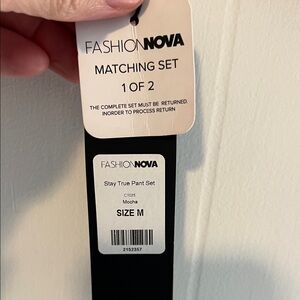 FASHIONNOVA
MATCHING SET
1 OF 2
THE COMPLETE SET MUST BE RETURNED
INORDER TO PROCESS RETURN
FASHIONNOVA
Stay True Pant Set
Mocha
SIZE M
2153357